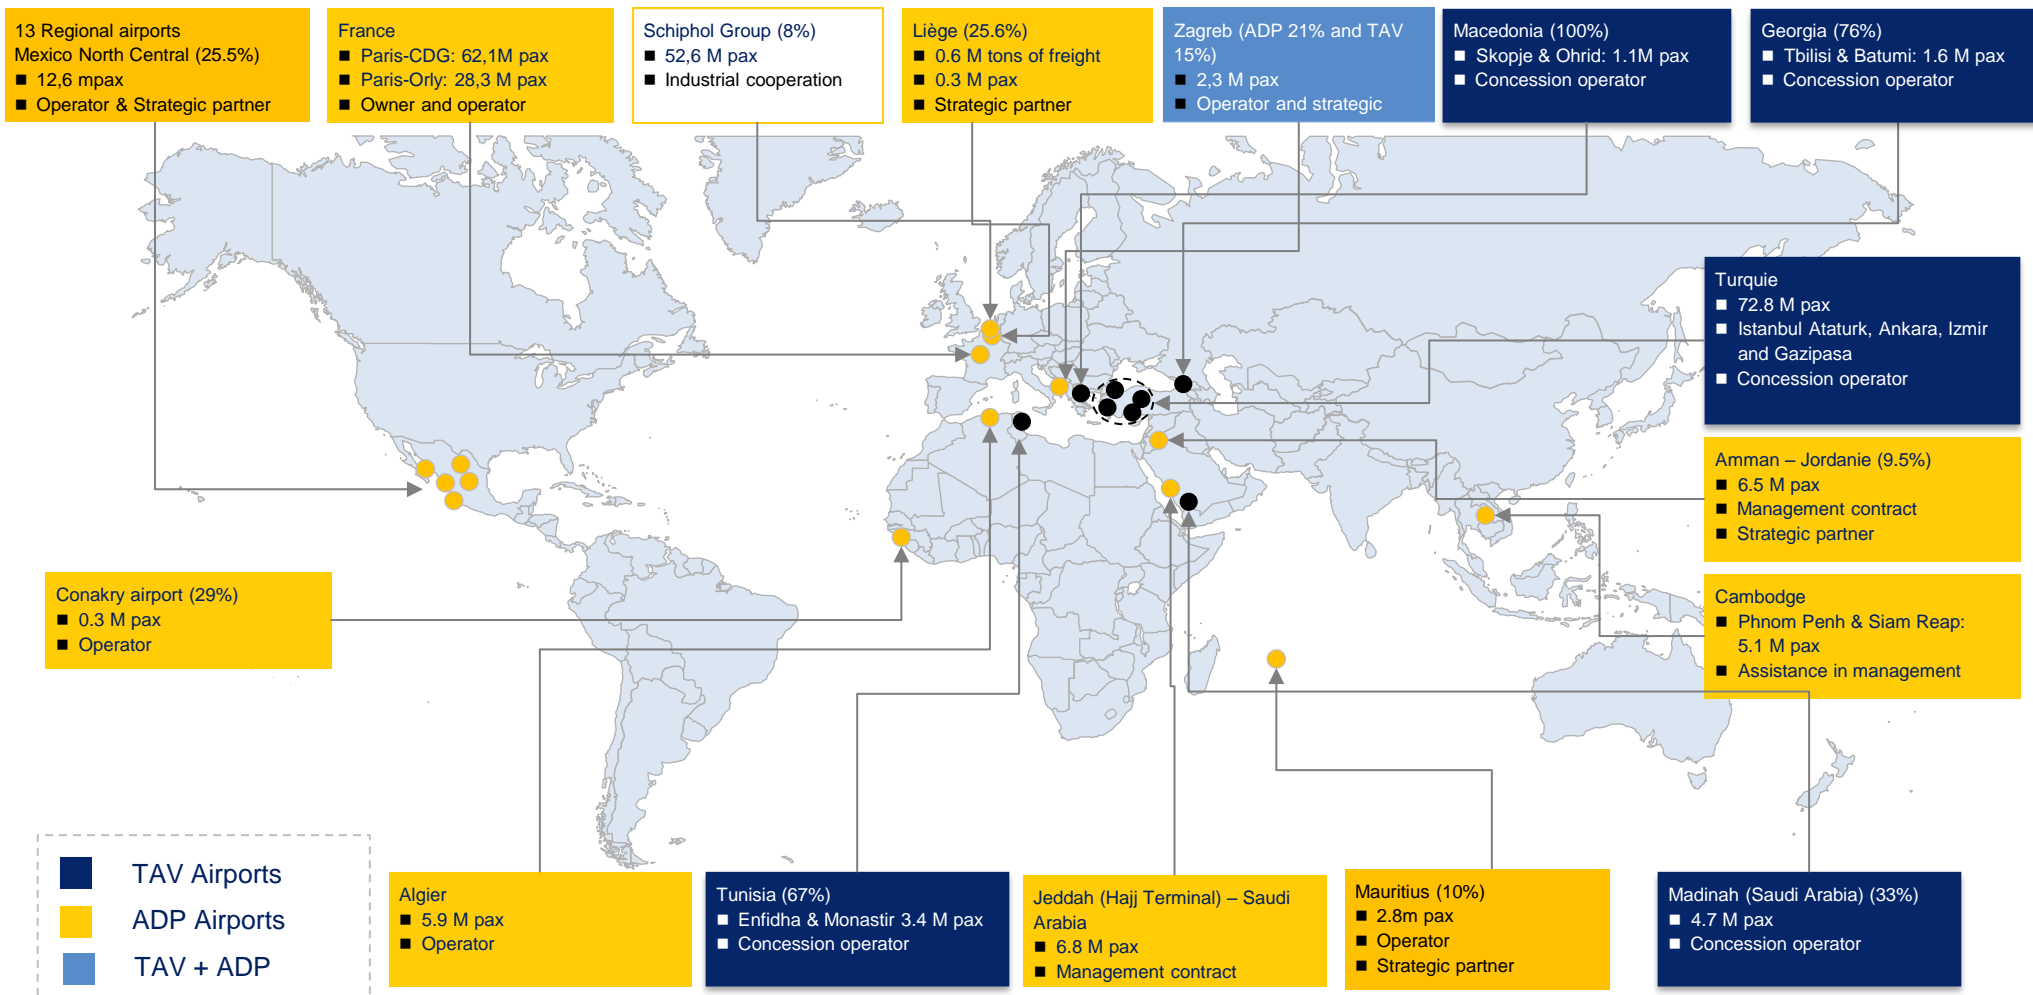 13 Regional airports
Mexico North Central (25.5%)
12,6 mpax
Operator & Strategic partner
France
Paris-CDG: 62,1M pax
Paris-Orly: 28,3 M pax
Owner and operator
Schiphol Group (8%)
52,6 M pax
Industrial cooperation
Liège (25.6%)
0.6 M tons of freight
0.3 M pax
Strategic partner
Zagreb (ADP 21% and TAV
15%)
2,3 M pax
Operator and strategic
Macedonia (100%)
Skopje & Ohrid: 1.1M pax
Concession operator
Georgia (76%)
Tbilisi & Batumi: 1.6 M pax
Concession operator
Turquie
72.8 M pax
Istanbul Ataturk, Ankara, Izmir
and Gazipasa
Concession operator
Amman – Jordanie (9.5%)
6.5 M pax
Management contract
Strategic partner
Cambodge
Phnom Penh & Siam Reap:
5.1 M pax
Assistance in management
Conakry airport (29%)
0.3 M pax
Operator
TAV Airports
ADP Airports
TAV + ADP
Algier
5.9 M pax
Operator
Tunisia (67%)
Enfidha & Monastir 3.4 M pax
Concession operator
Jeddah (Hajj Terminal) – Saudi
Arabia
6.8 M pax
Management contract
Mauritius (10%)
2.8m pax
Operator
Strategic partner
Madinah (Saudi Arabia) (33%)
4.7 M pax
Concession operator